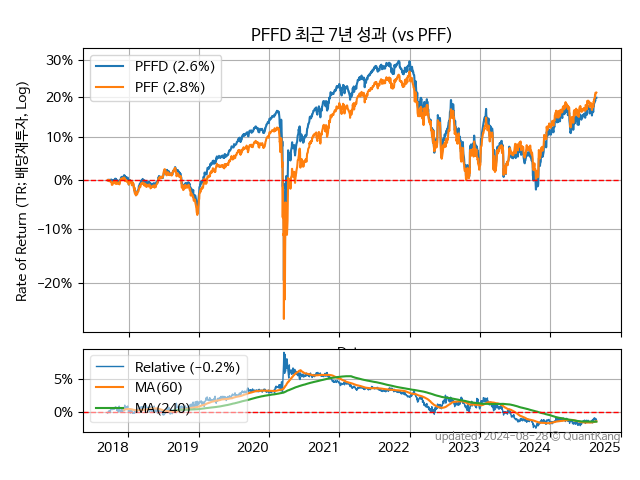 PFFD 최근 7년 성과 (vs PFF)
Rate of Return (TR: 배당재투자, Log)
30%
20%
10%
0%
−10%
−20%
PFFD (2.6%)
PFF (2.8%)
5%
0%
Relative (−0.2%)
MA(60)
MA(240)
updated: 2024-08-28 © QuantKang
2018 2019 2020 2021 2022 2023 2024 2025